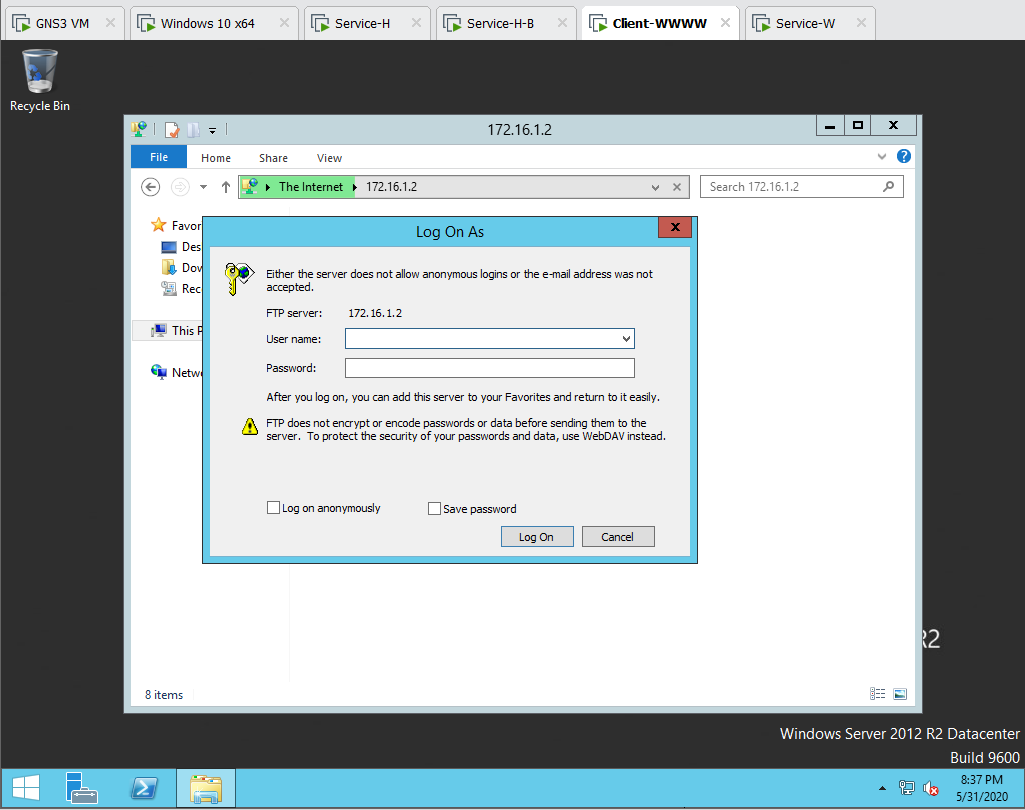 GNS3 VM
Windows 10 x64
Service-H
Service-H-B
Client-WWWW
Service-W
Recycle Bin
172.16.1.2
File
Home
Share
View
The Internet
172.16.1.2
Search 172.16.1.2
Favor
Des
Dow
Rec
This P
Netwo
Log On As
Either the server does not allow anonymous logins or the e-mail address was not
accepted.
FTP server: 172.16.1.2
User name:
Password:
After you log on, you can add this server to your Favorites and return to it easily.
FTP does not encrypt or encode passwords or data before sending them to the
server. To protect the security of your passwords and data, use WebDAV instead.
Log on anonymously
Save password
Log On
Cancel
R2
8 items
Windows Server 2012 R2 Datacenter
Build 9600
8:37 PM
5/31/2020